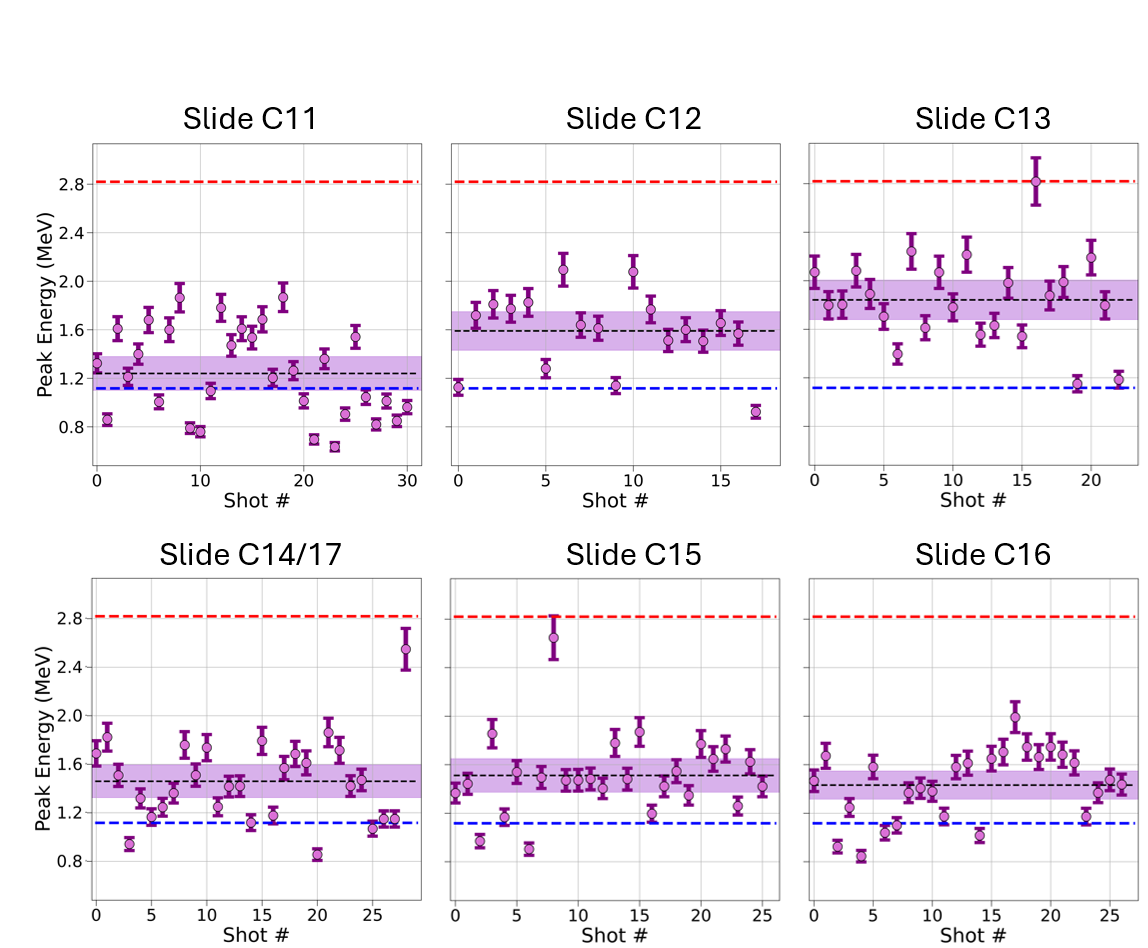 Slide C11 Slide C12 Slide C13
Peak Energy (MeV)
2.8
2.4
2.0
1.6
1.2
0.8
0 10 20 30 0 5 10 15 0 5 10 15 20
Shot # Shot # Shot #
Slide C14/17 Slide C15 Slide C16
Peak Energy (MeV)
2.8
2.4
2.0
1.6
1.2
0.8
0 5 10 15 20 25 0 5 10 15 20 25 0 5 10 15 20 25
Shot # Shot # Shot #